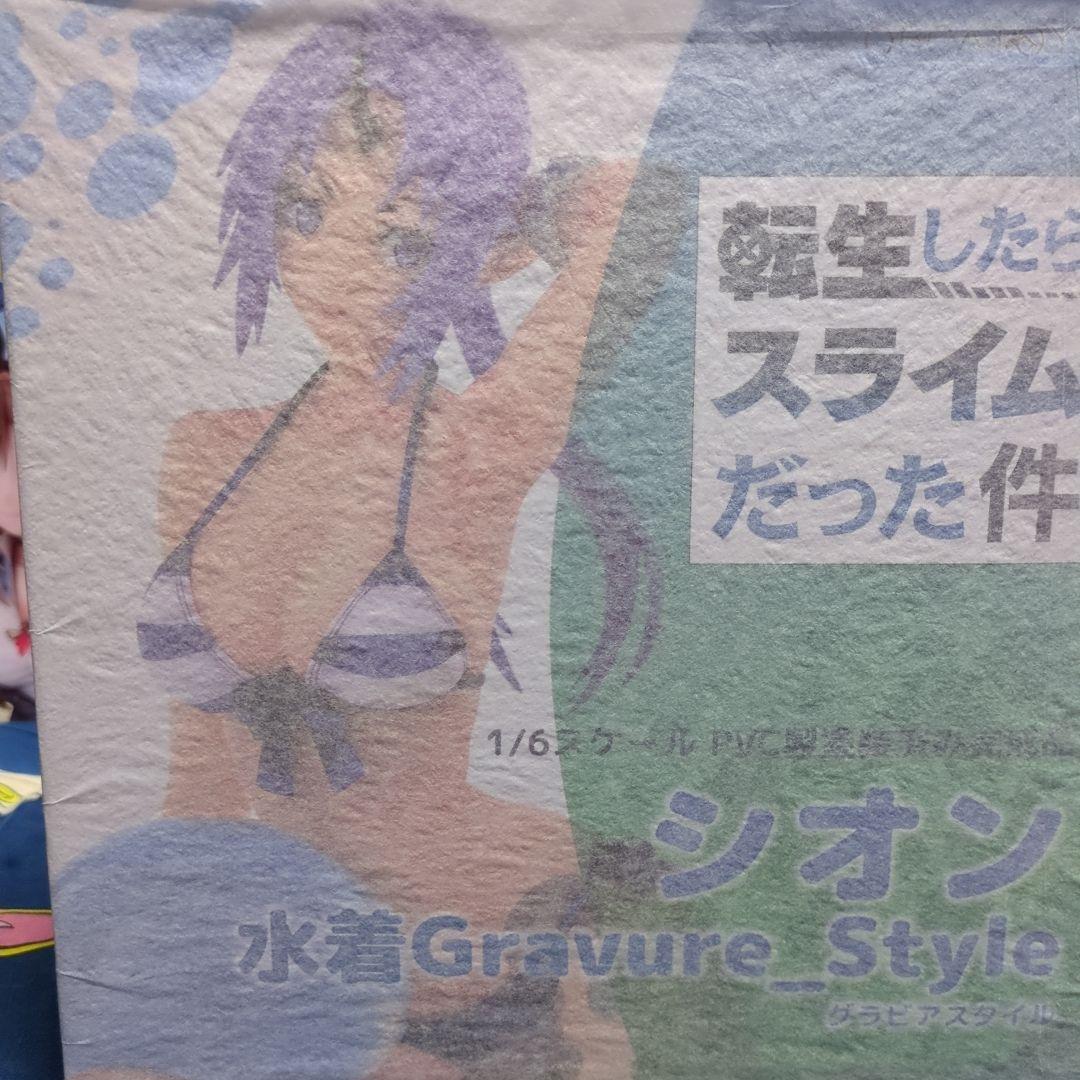 転生したら
スライム
だった件
1/6スケール PVC製塗装済み完成品
シオン
水着Gravure_Style
グラビアスタイル